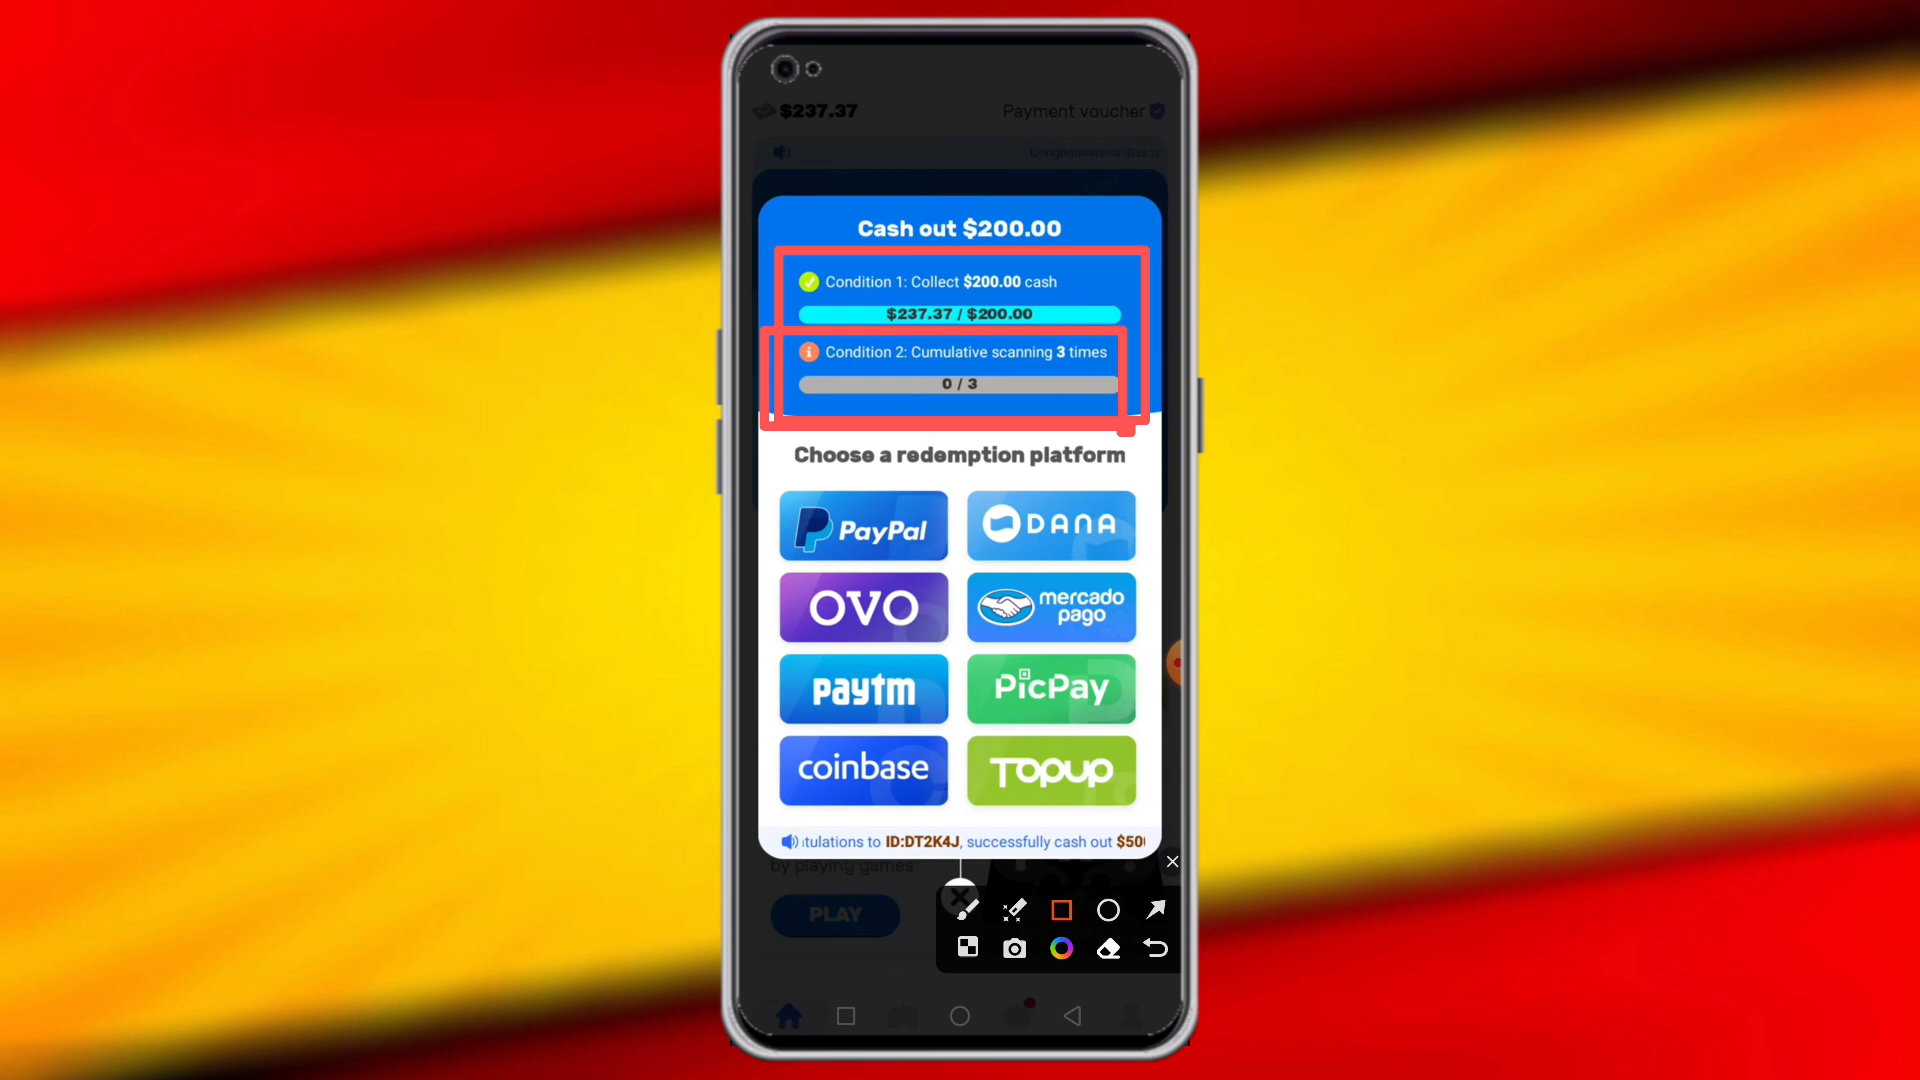 $237.37
Payment voucher
Cash out $200.00
Condition 1: Collect $200.00 cash
$237.37 / $200.00
Condition 2: Cumulative scanning 3 times
0 / 3
Choose a redemption platform
PayPal
DANA
OVO
mercado
pago
paytm
PicPay
coinbase
Topup
tulations to ID:DT2K4J, successfully cash out $50
by playing games
PLAY